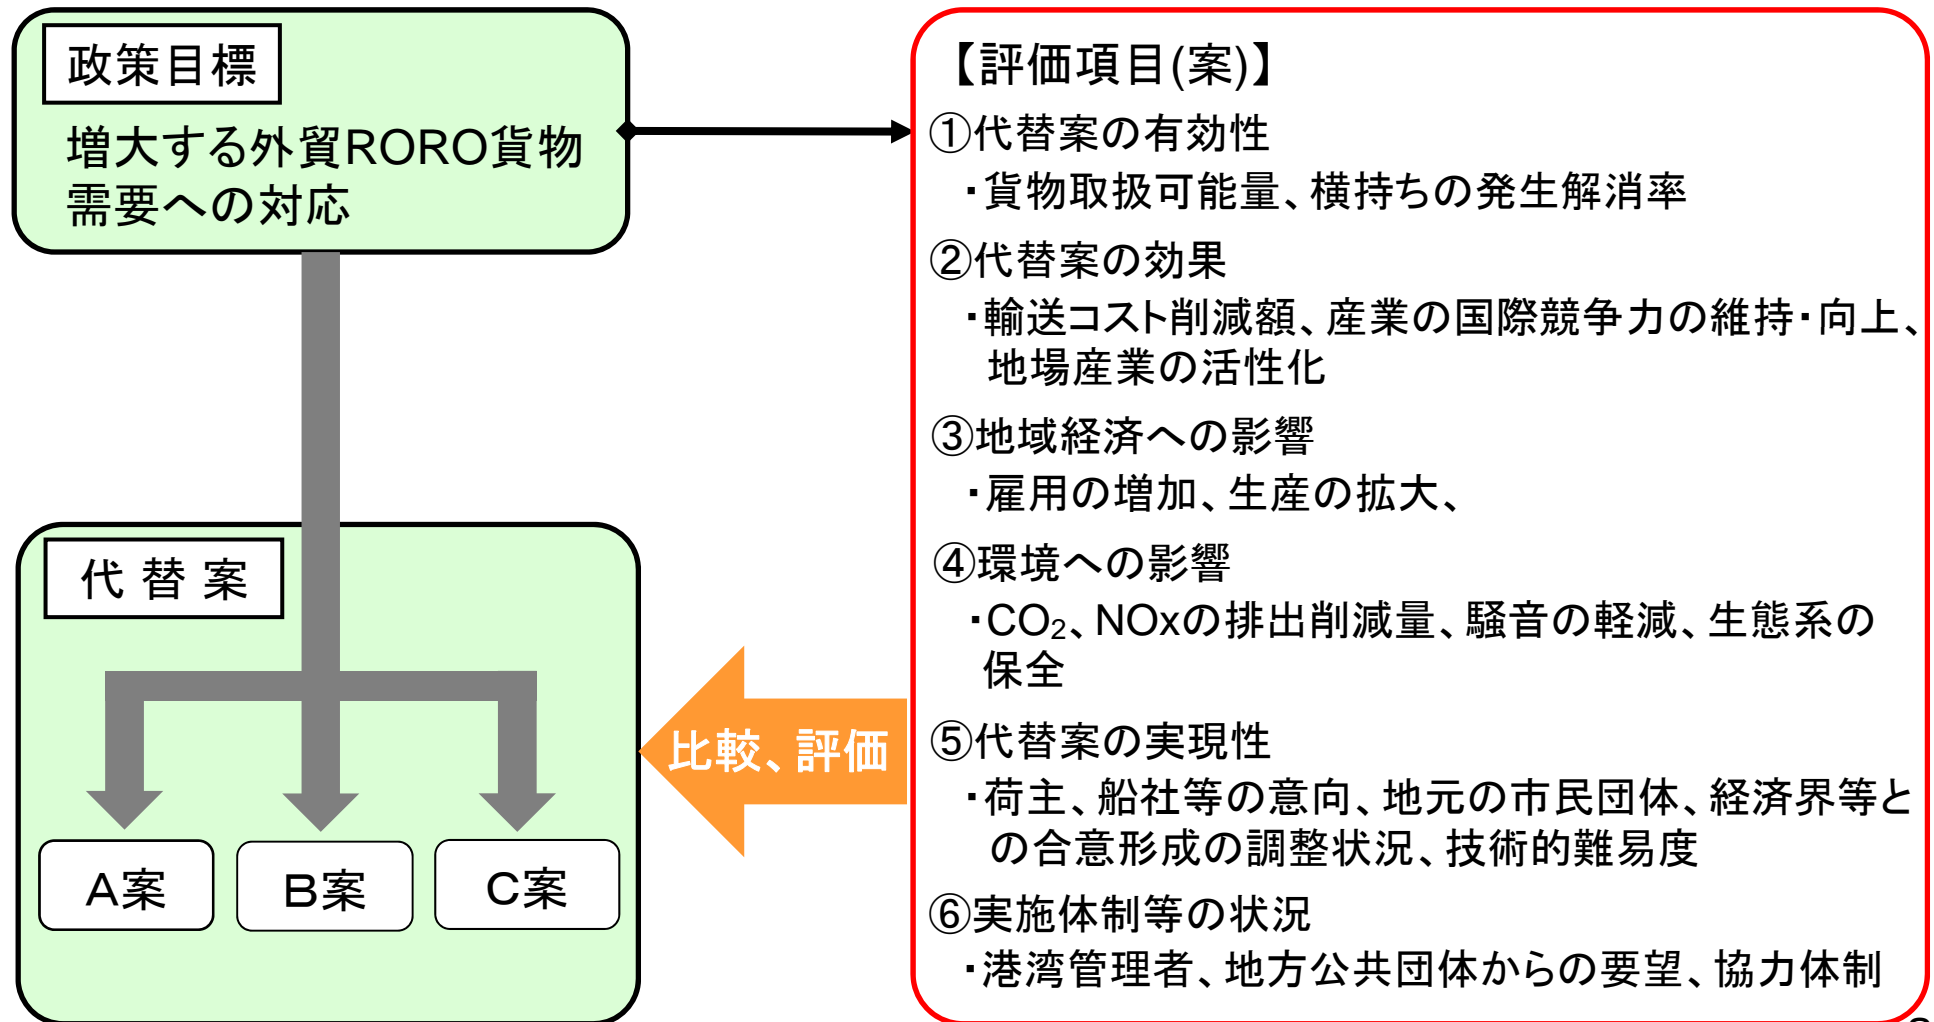 政策目標
増大する外貿RORO貨物
需要への対応
代 替 案
A案
B案
C案
比較、評価
【評価項目(案)】
①代替案の有効性
・貨物取扱可能量、横持ちの発生解消率
②代替案の効果
・輸送コスト削減額、産業の国際競争力の維持・向上、
地場産業の活性化
③地域経済への影響
・雇用の増加、生産の拡大、
④環境への影響
・CO₂、NOxの排出削減量、騒音の軽減、生態系の
保全
⑤代替案の実現性
・荷主、船社等の意向、地元の市民団体、経済界等と
の合意形成の調整状況、技術的難易度
⑥実施体制等の状況
・港湾管理者、地方公共団体からの要望、協力体制